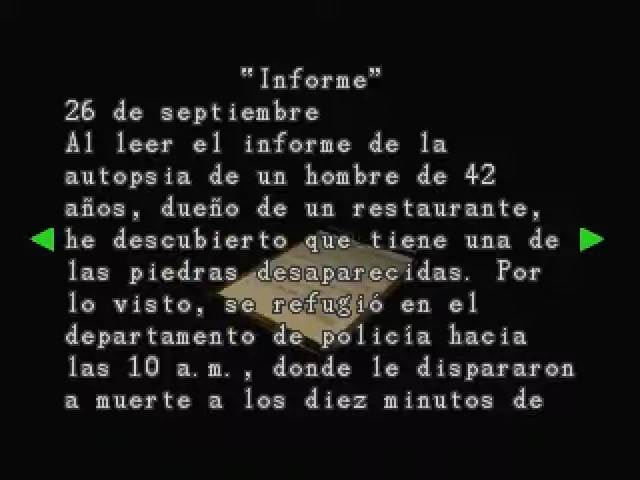 "Informe"
26 de septiembre
Al leer el informe de la
autopsia de un hombre de 42
años, dueño de un restaurante,
he descubierto que tiene una de
las piedras desaparecidas. Por
lo visto, se refugió en el
departamento de policía hacia
las 10 a.m., donde le dispararon
a muerte a los diez minutos de